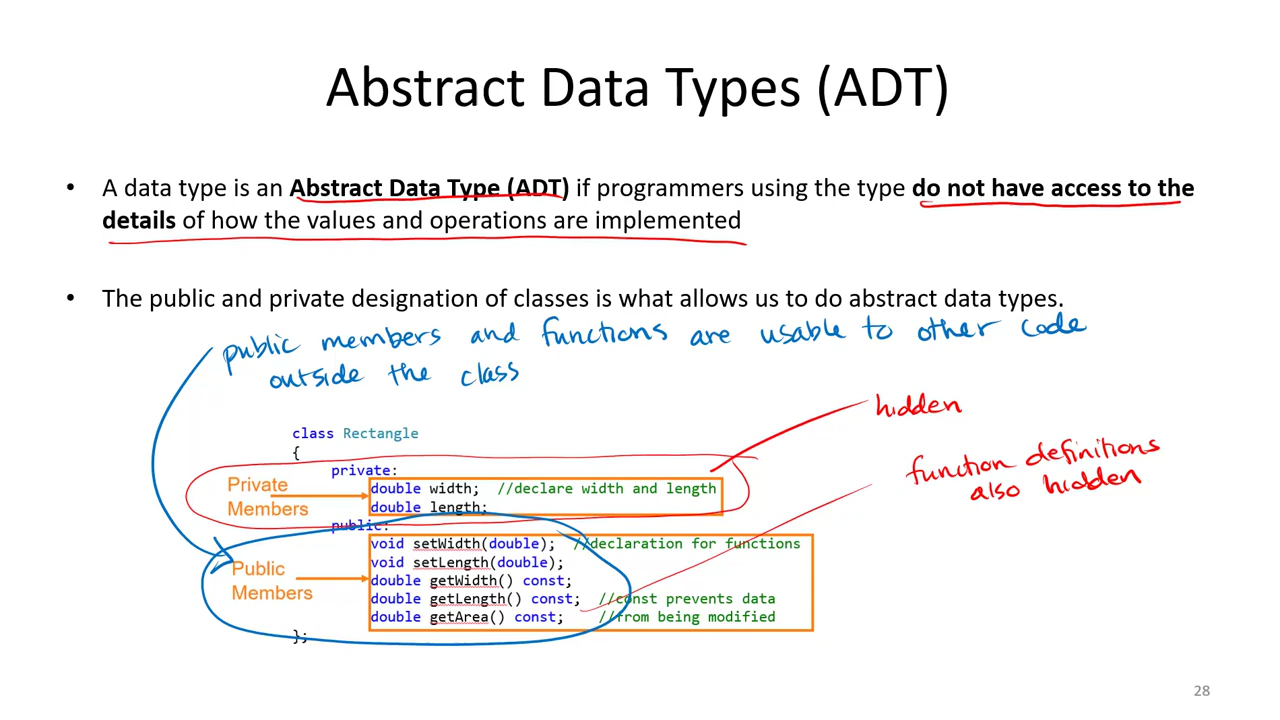 Abstract Data Types (ADT)
• A data type is an Abstract Data Type (ADT) if programmers using the type do not have access to the
details of how the values and operations are implemented
• The public and private designation of classes is what allows us to do abstract data types.
public members and functions are usable to other code
outside the class
hidden
function definitions
also hidden
class Rectangle
{
private:
Private
Members
double width; //declare width and length
double length;
public:
void setWidth(double); //declaration for functions
void setLength(double);
Public
Members
double getWidth() const;
double getLength() const; //const prevents data
double getArea() const; //from being modified
};
28